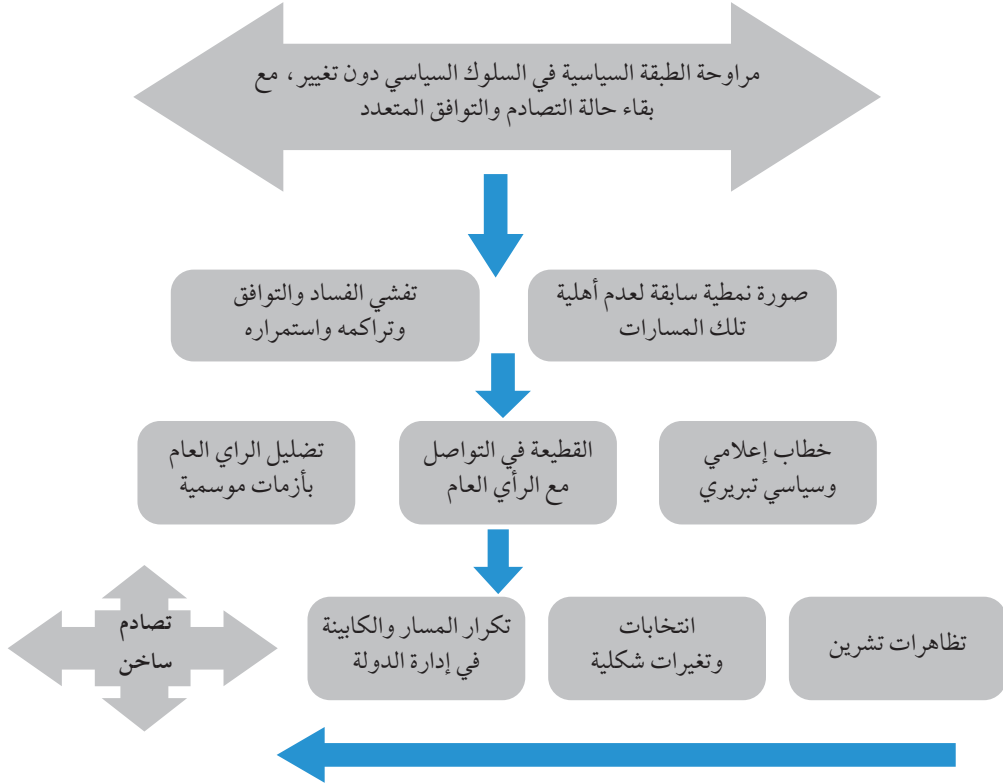 مراوحة الطبقة السياسية في السلوك السياسي دون تغيير، مع
بقاء حالة التصادم والتوافق المتعدد
صورة نمطية سابقة لعدم أهلية
تلك المسارات
تفشي الفساد والتوافق
وتراكمه واستمراره
خطاب إعلامي
وسياسي تبريري
القطيعة في التواصل
مع الرأي العام
تضليل الراي العام
بأزمات موسمية
تظاهرات تشرين
انتخابات
وتغيرات شكلية
تكرار المسار والكابينة
في إدارة الدولة
تصادم
ساخن